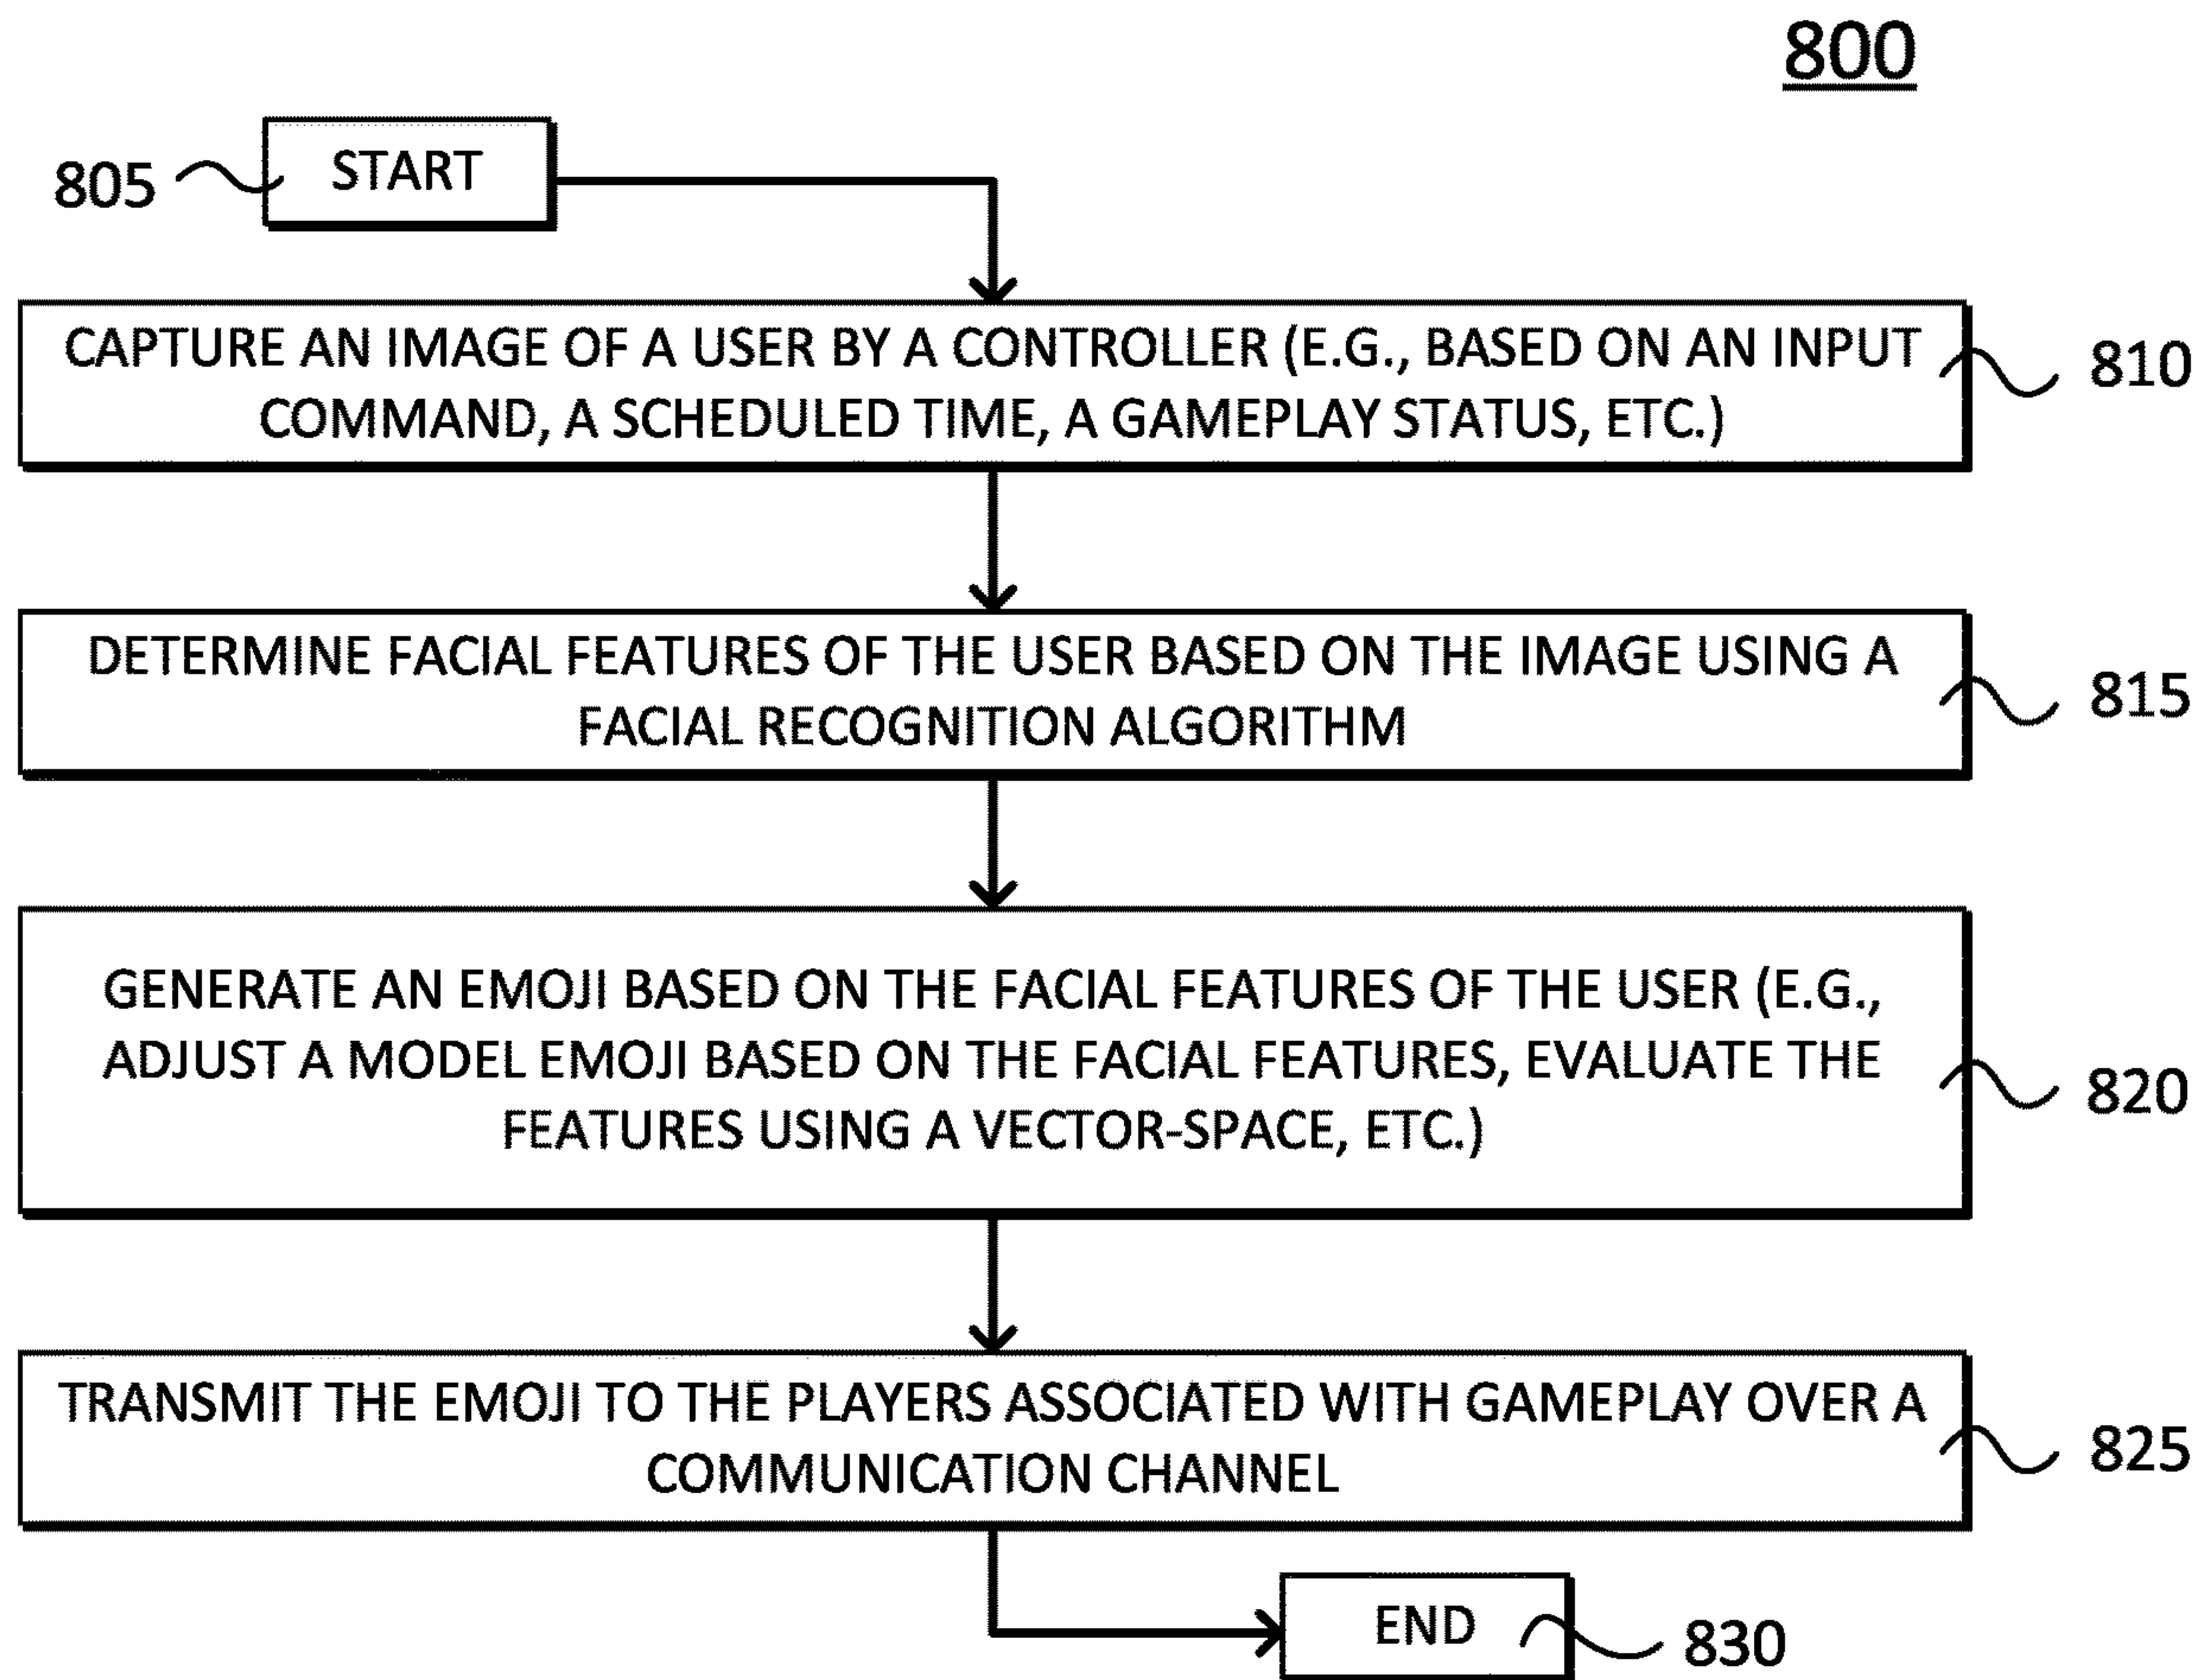 800
805
START
CAPTURE AN IMAGE OF A USER BY A CONTROLLER (E.G., BASED ON AN INPUT
COMMAND, A SCHEDULED TIME, A GAMEPLAY STATUS, ETC.)
810
DETERMINE FACIAL FEATURES OF THE USER BASED ON THE IMAGE USING A
FACIAL RECOGNITION ALGORITHM
815
GENERATE AN EMOJI BASED ON THE FACIAL FEATURES OF THE USER (E.G.,
ADJUST A MODEL EMOJI BASED ON THE FACIAL FEATURES, EVALUATE THE
FEATURES USING A VECTOR-SPACE, ETC.)
820
TRANSMIT THE EMOJI TO THE PLAYERS ASSOCIATED WITH GAMEPLAY OVER A
COMMUNICATION CHANNEL
825
END
830